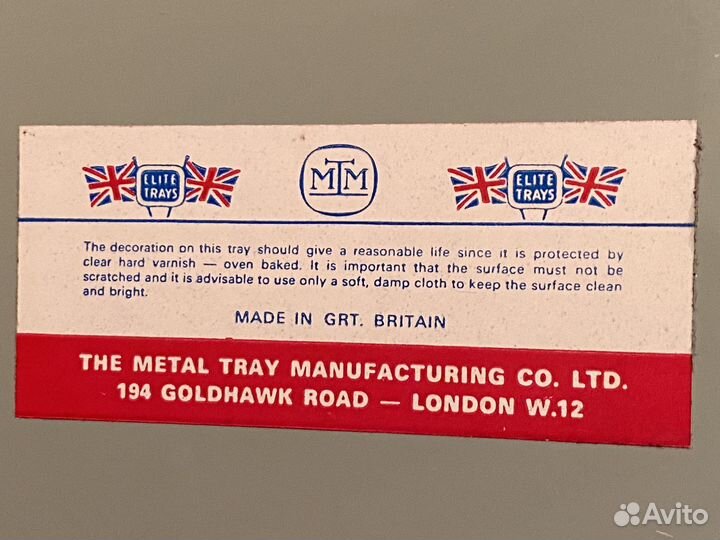 ELITE TRAYS
MTM
ELITE TRAYS
The decoration on this tray should give a reasonable life since it is protected by
clear hard varnish — oven baked. It is important that the surface must not be
scratched and it is advisable to use only a soft, damp cloth to keep the surface clean
and bright.
MADE IN GRT. BRITAIN
THE METAL TRAY MANUFACTURING CO. LTD.
194 GOLDHAWK ROAD — LONDON W.12
Avito